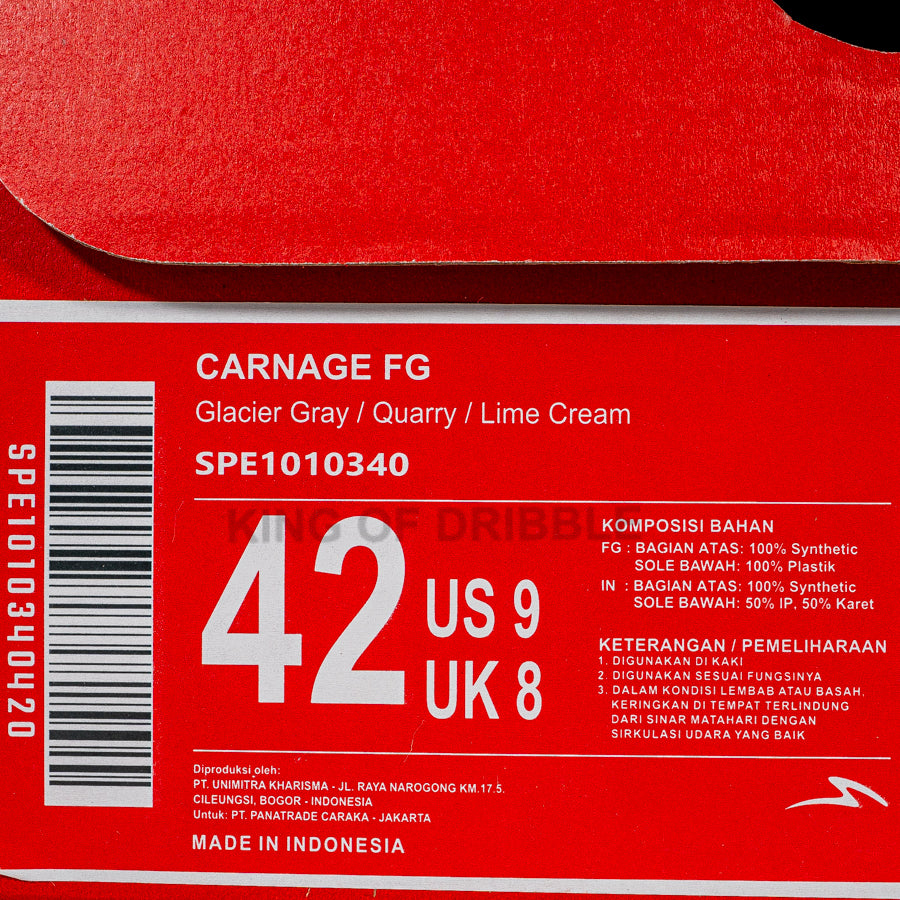 CARNAGE FG
Glacier Gray / Quarry / Lime Cream
SPE1010340
SPE1010340420
KING OF DRIBBLE
42
US 9
UK 8
KOMPOSISI BAHAN
FG : BAGIAN ATAS: 100% Synthetic
SOLE BAWAH: 100% Plastik
IN : BAGIAN ATAS: 100% Synthetic
SOLE BAWAH: 50% IP, 50% Karet
KETERANGAN / PEMELIHARAAN
1. DIGUNAKAN DI KAKI
2. DIGUNAKAN SESUAI FUNGSINYA
3. DALAM KONDISI LEMBAB ATAU BASAH,
KERINGKAN DI TEMPAT TERLINDUNG
DARI SINAR MATAHARI DENGAN
SIRKULASI UDARA YANG BAIK
Diproduksi oleh:
PT. UNIMITRA KHARISMA - JL. RAYA NAROGONG KM.17.5.
CILEUNGSI, BOGOR - INDONESIA
Untuk: PT. PANATRADE CARAKA - JAKARTA
MADE IN INDONESIA